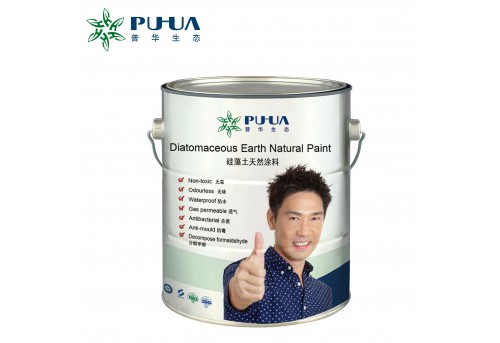 PUHUA
普华生态
PUHUA
普华生态
Diatomaceous Earth Natural Paint
硅藻土天然涂料
Non-toxic 无毒
Odourless 无味
Waterproof 防水
Gas permeable 透气
Antibacterial 去菌
Anti-mould 防霉
Decompose formaldehyde
分解甲醛